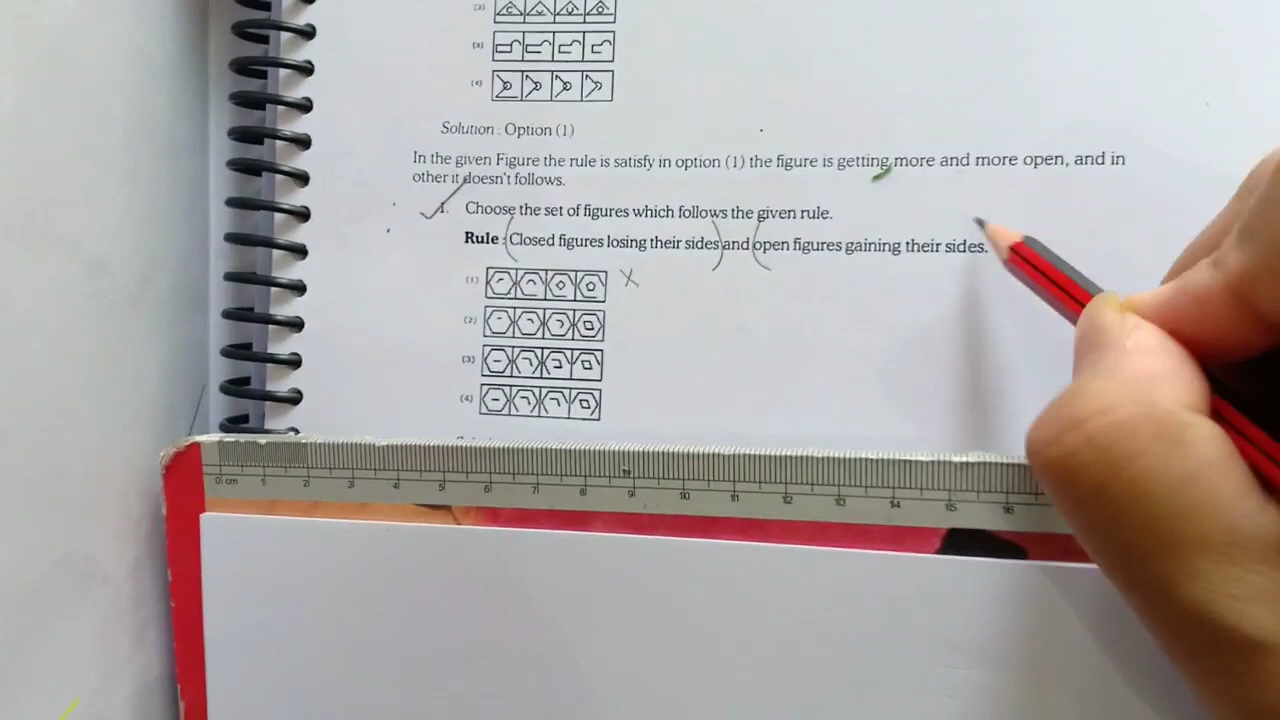 (2)
(3)
(4)
Solution : Option (1)
In the given Figure the rule is satisfy in option (1) the figure is getting more and more open, and in
other it doesn't follows.
1. Choose the set of figures which follows the given rule.
Rule : Closed figures losing their sides and open figures gaining their sides.
(1)
(2)
(3)
(4)
0 cm 1 2 3 4 5 6 7 8 9 10 11 12 13 14 15 16